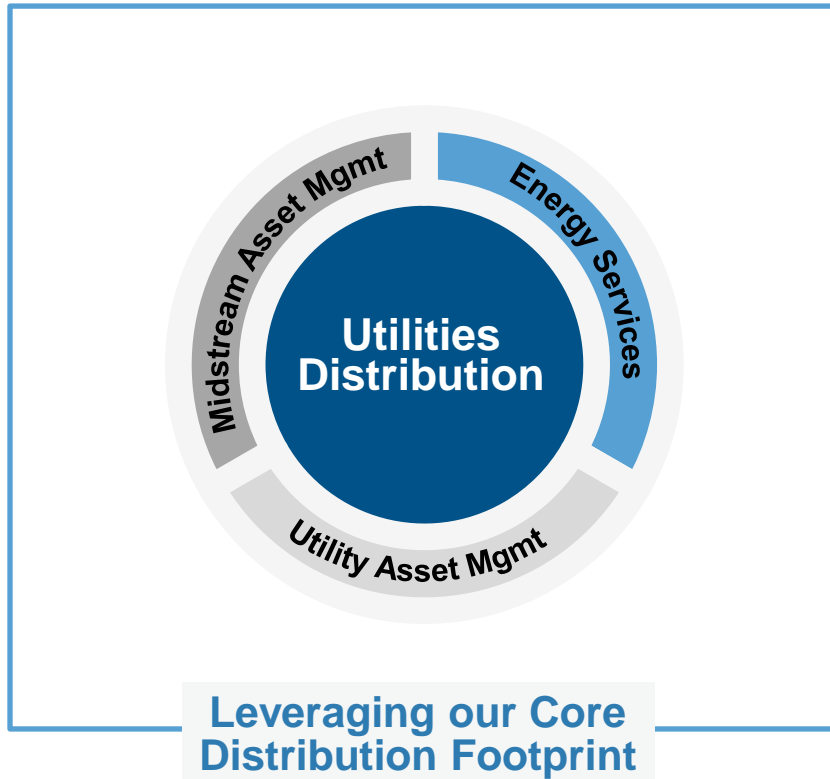 Midstream Asset Mgmt
Energy Services
Utilities
Distribution
Utility Asset Mgmt
Leveraging our Core
Distribution Footprint